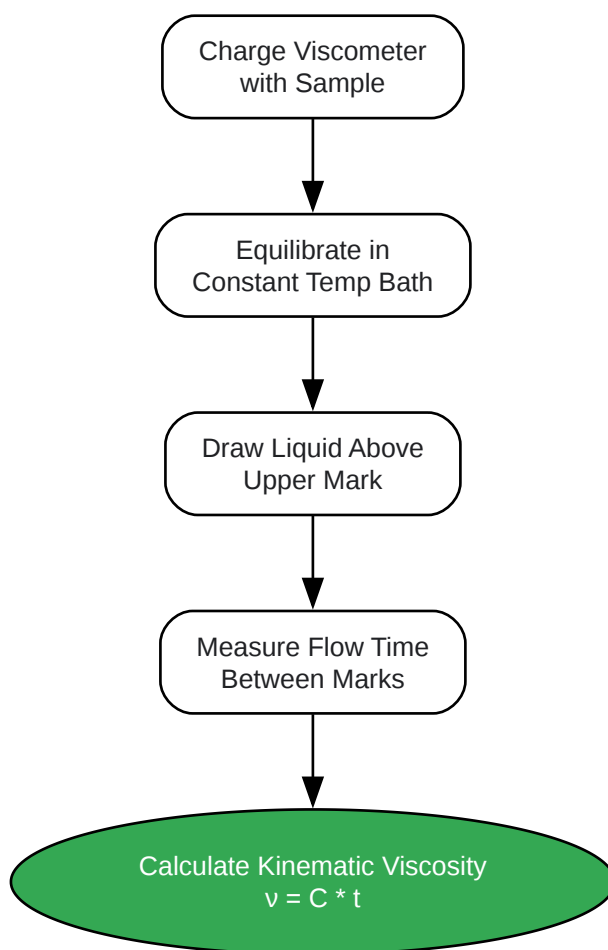 Charge Viscometer
with Sample
Equilibrate in
Constant Temp Bath
Draw Liquid Above
Upper Mark
Measure Flow Time
Between Marks
Calculate Kinematic Viscosity
ν = C * t